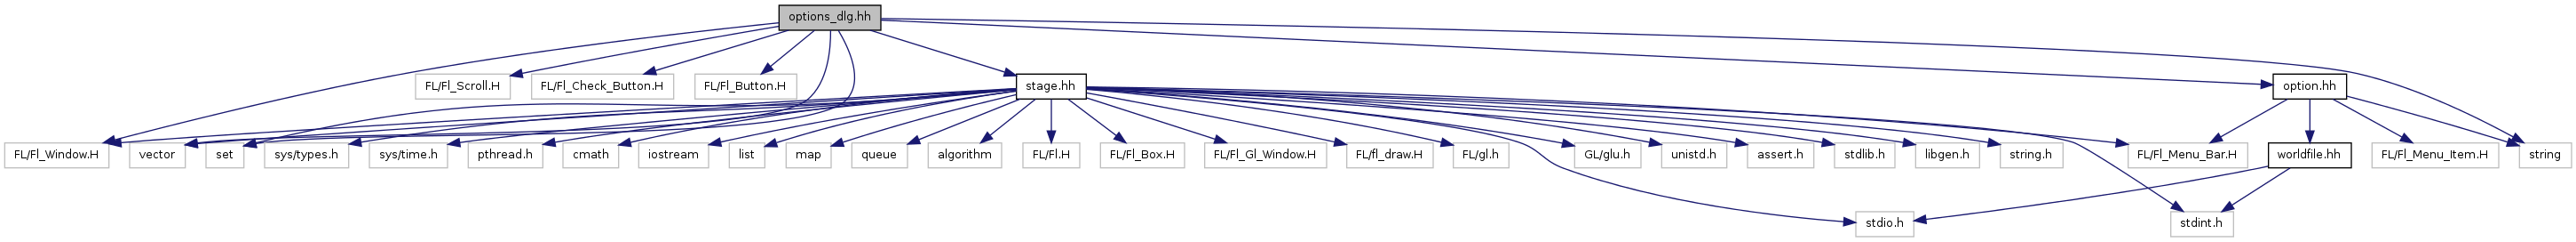 options_dlg.hh
FL/Fl_Scroll.H
FL/Fl_Check_Button.H
FL/Fl_Button.H
stage.hh
option.hh
FL/Fl_Window.H
vector
set
sys/types.h
sys/time.h
pthread.h
cmath
iostream
list
map
queue
algorithm
FL/Fl.H
FL/Fl_Box.H
FL/Fl_Gl_Window.H
FL/fl_draw.H
FL/gl.h
GL/glu.h
unistd.h
assert.h
stdlib.h
libgen.h
string.h
FL/Fl_Menu_Bar.H
worldfile.hh
FL/Fl_Menu_Item.H
string
stdio.h
stdint.h